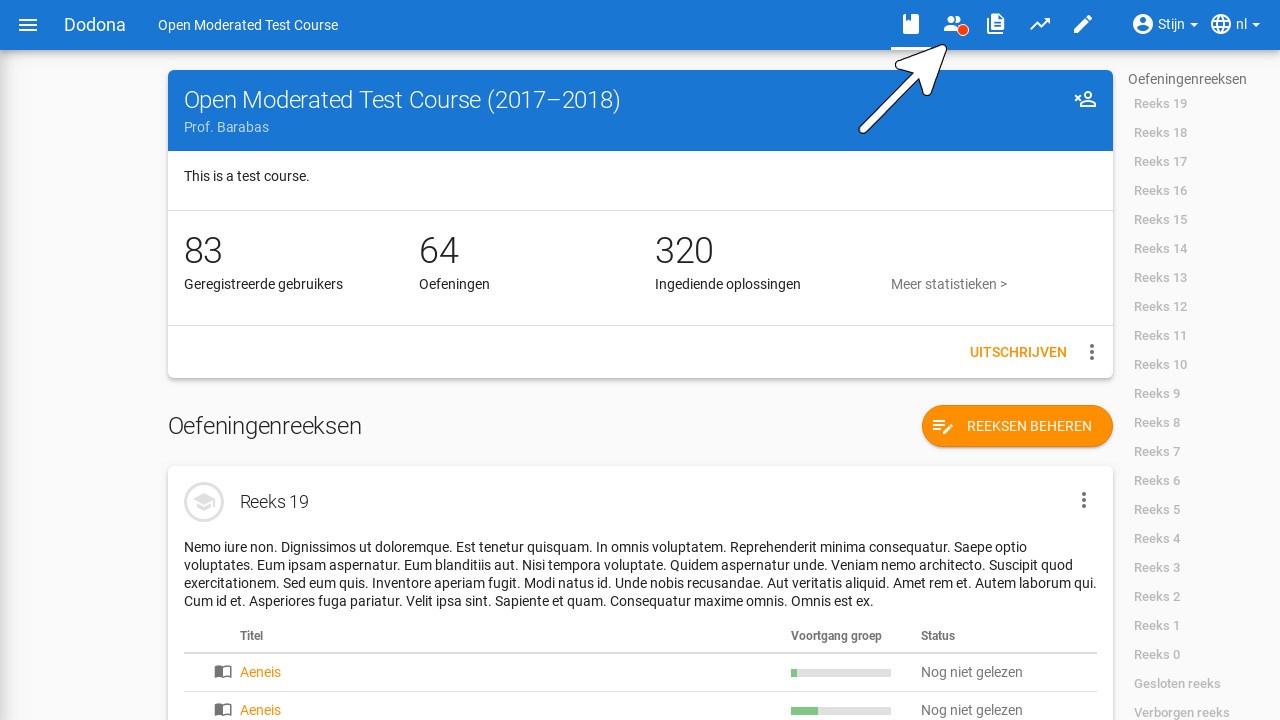 Dodona
Open Moderated Test Course
Stijn
nl
Open Moderated Test Course (2017–2018)
Prof. Barabas
This is a test course.
83
Geregistreerde gebruikers
64
Oefeningen
320
Ingediende oplossingen
Meer statistieken >
UITSCHRIJVEN
Oefeningenreeksen
REEKSEN BEHEREN
Reeks 19
Nemo iure non. Dignissimos ut doloremque. Est tenetur quisquam. In omnis voluptatem. Reprehenderit minima consequatur. Saepe optio
voluptates. Eum ipsam aspernatur. Eum blanditiis aut. Nisi tempora voluptate. Quidem aspernatur unde. Veniam nemo architecto. Suscipit quod
exercitationem. Sed eum quis. Inventore aperiam fugit. Modi natus id. Unde nobis recusandae. Aut veritatis aliquid. Amet rem et. Autem laborum qui.
Cum id et. Asperiores fuga pariatur. Velit ipsa sint. Sapiente et quam. Consequatur maxime omnis. Omnis est ex.
Titel Voortgang groep Status
Aeneis Nog niet gelezen
Aeneis Nog niet gelezen
Oefeningenreeksen
Reeks 19
Reeks 18
Reeks 17
Reeks 16
Reeks 15
Reeks 14
Reeks 13
Reeks 12
Reeks 11
Reeks 10
Reeks 9
Reeks 8
Reeks 7
Reeks 6
Reeks 5
Reeks 4
Reeks 3
Reeks 2
Reeks 1
Reeks 0
Gesloten reeks
Verborgen reeks